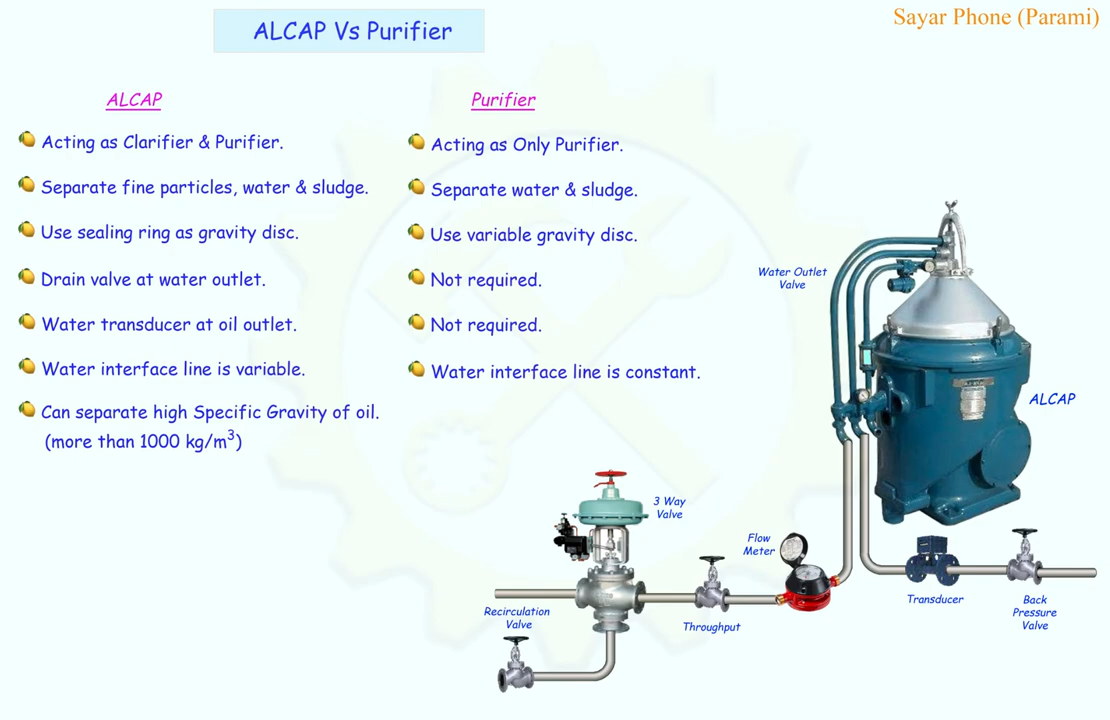 ALCAP Vs Purifier
Sayar Phone (Parami)
ALCAP
Acting as Clarifier & Purifier.
Separate fine particles, water & sludge.
Use sealing ring as gravity disc.
Drain valve at water outlet.
Water transducer at oil outlet.
Water interface line is variable.
Can separate high Specific Gravity of oil.
(more than 1000 kg/m³)
Purifier
Acting as Only Purifier.
Separate water & sludge.
Use variable gravity disc.
Not required.
Not required.
Water interface line is constant.
Water Outlet
Valve
ALCAP
3 Way
Valve
Flow
Meter
Recirculation
Valve
Throughput
Transducer
Back
Pressure
Valve